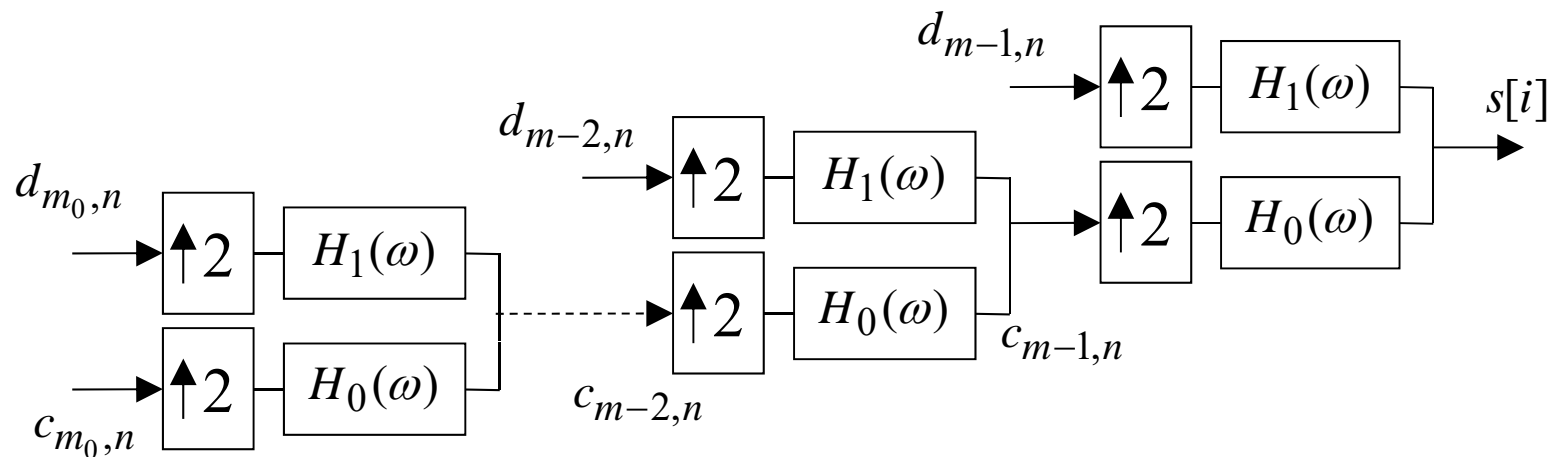 d_{m-1,n} ↑2 H_1(ω) s[i]
d_{m-2,n} ↑2 H_1(ω) ↑2 H_0(ω)
d_{m_0,n} ↑2 H_1(ω) ↑2 H_0(ω) c_{m-1,n}
↑2 H_0(ω) c_{m-2,n}
c_{m_0,n}